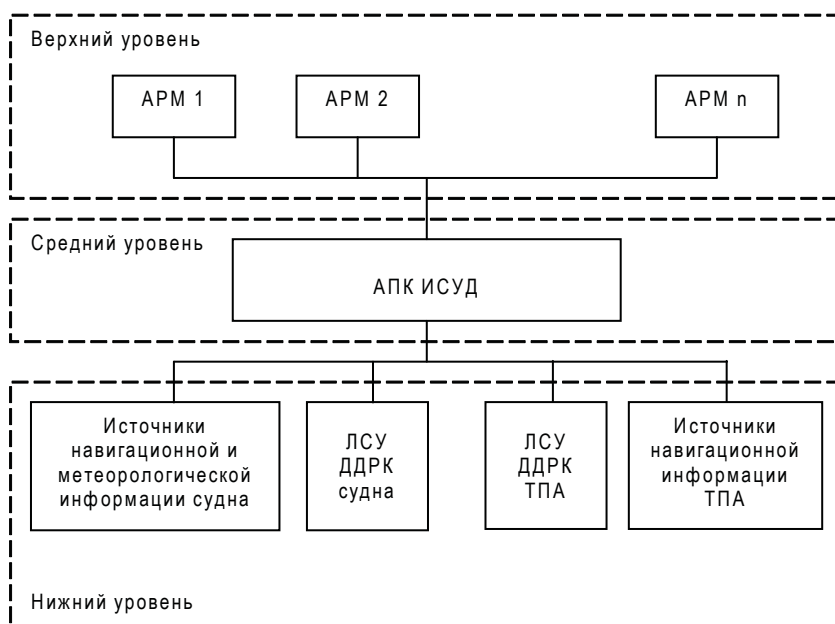 Верхний уровень
АРМ 1
АРМ 2
АРМ n
Средний уровень
АПК ИСУД
Источники
навигационной и
метеорологической
информации судна
ЛСУ
ДДРК
судна
ЛСУ
ДДРК
ТПА
Источники
навигационной
информации
ТПА
Нижний уровень